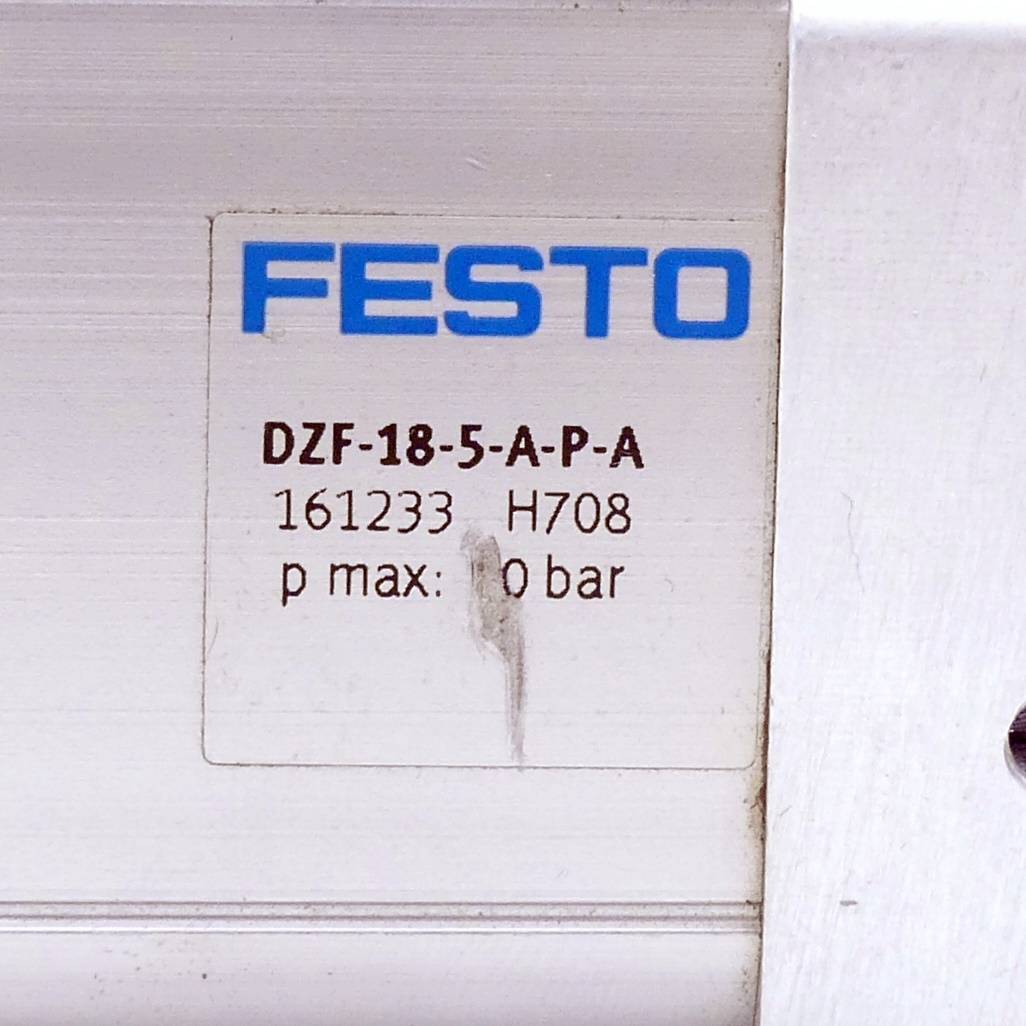 FESTO
DZF-18-5-A-P-A
161233 H708
p max: bar